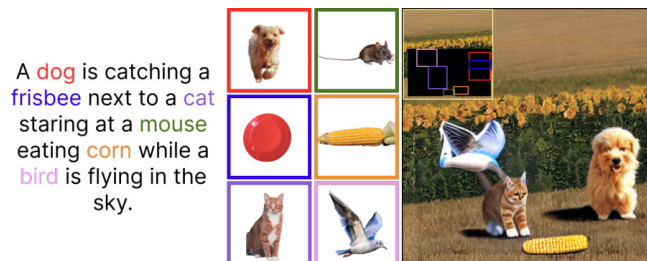 A dog is catching a
frisbee next to a cat
staring at a mouse
eating corn while a
bird is flying in the
sky.